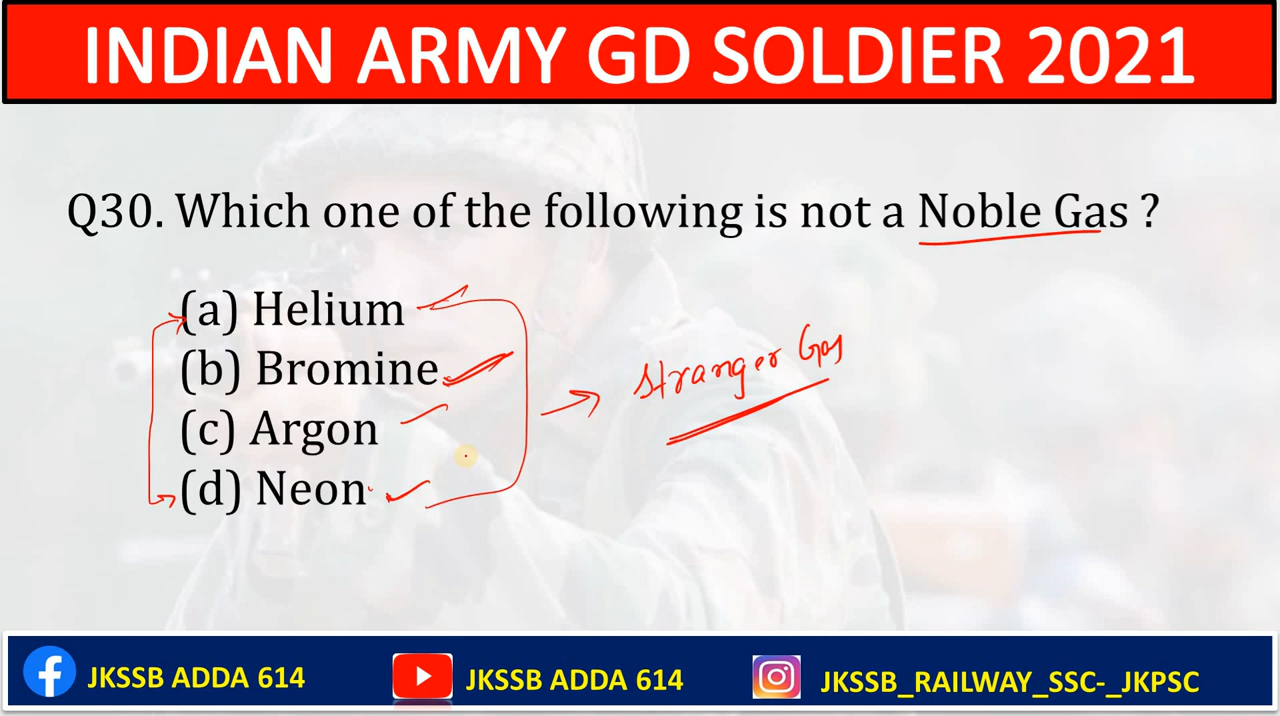 INDIAN ARMY GD SOLDIER 2021
Q30. Which one of the following is not a Noble Gas ?
(a) Helium
(b) Bromine
(c) Argon
(d) Neon
Stranger Gas
JKSSB ADDA 614
JKSSB ADDA 614
JKSSB_RAILWAY_SSC-_JKPSC